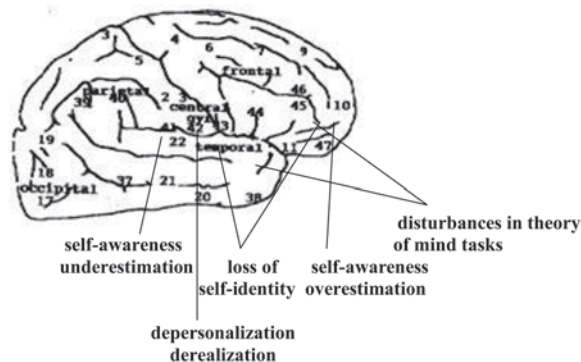 3
4
6
7
9
5
frontal
parietal
39
40
2
3
central
gyri
46
45
10
44
41
42
43
19
22
temporal
11
47
18
occipital
17
37
21
20
38
self-awareness
underestimation
loss of
self-identity
self-awareness
overestimation
disturbances in theory
of mind tasks
depersonalization
derealization